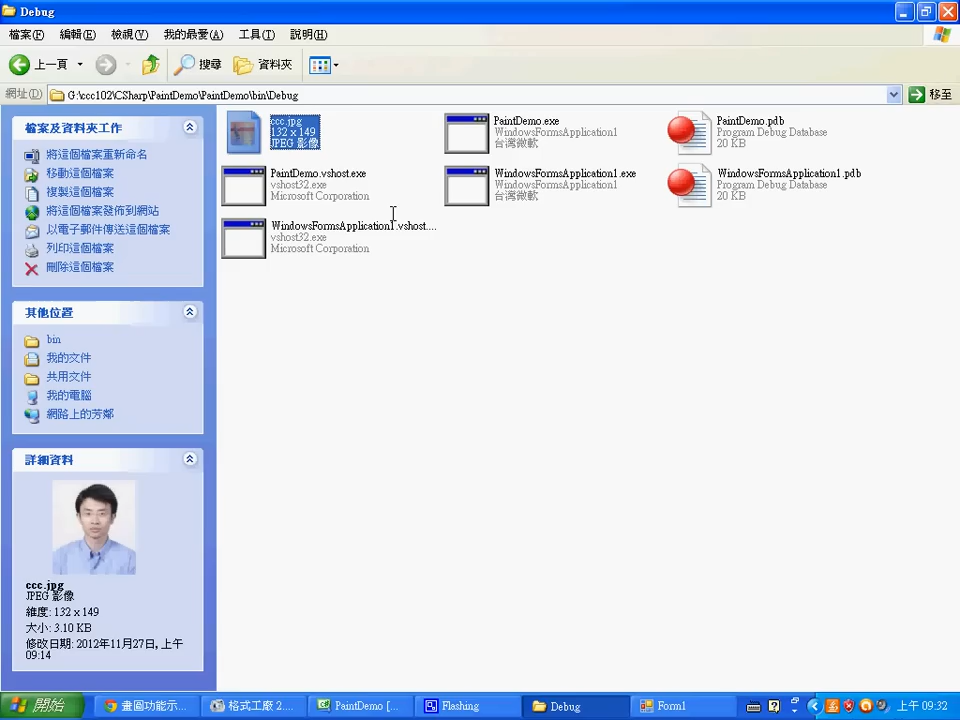 Debug
檔案(F) 編輯(E) 檢視(V) 我的最愛(A) 工具(T) 說明(H)
上一頁 搜尋 資料夾
網址(D) G:\ccc102\CSharp\PaintDemo\PaintDemo\bin\Debug 移至
檔案及資料夾工作
將這個檔案重新命名
移動這個檔案
複製這個檔案
將這個檔案發佈到網站
以電子郵件傳送這個檔案
列印這個檔案
刪除這個檔案
其他位置
bin
我的文件
共用文件
我的電腦
網路上的芳鄰
詳細資料
ccc.jpg
JPEG 影像
維度: 132 x 149
大小: 3.10 KB
修改日期: 2012年11月27日, 上午
09:14
ccc.jpg
132 x 149
JPEG 影像
PaintDemo.exe
WindowsFormsApplication1
台灣微軟
PaintDemo.pdb
Program Debug Database
20 KB
PaintDemo.vshost.exe
vshost32.exe
Microsoft Corporation
WindowsFormsApplication1.exe
WindowsFormsApplication1
台灣微軟
WindowsFormsApplication1.pdb
Program Debug Database
20 KB
WindowsFormsApplication1.vshost....
vshost32.exe
Microsoft Corporation
開始 畫圖功能示... 格式工廠 2.... PaintDemo [... Flashing Debug Form1 上午 09:32